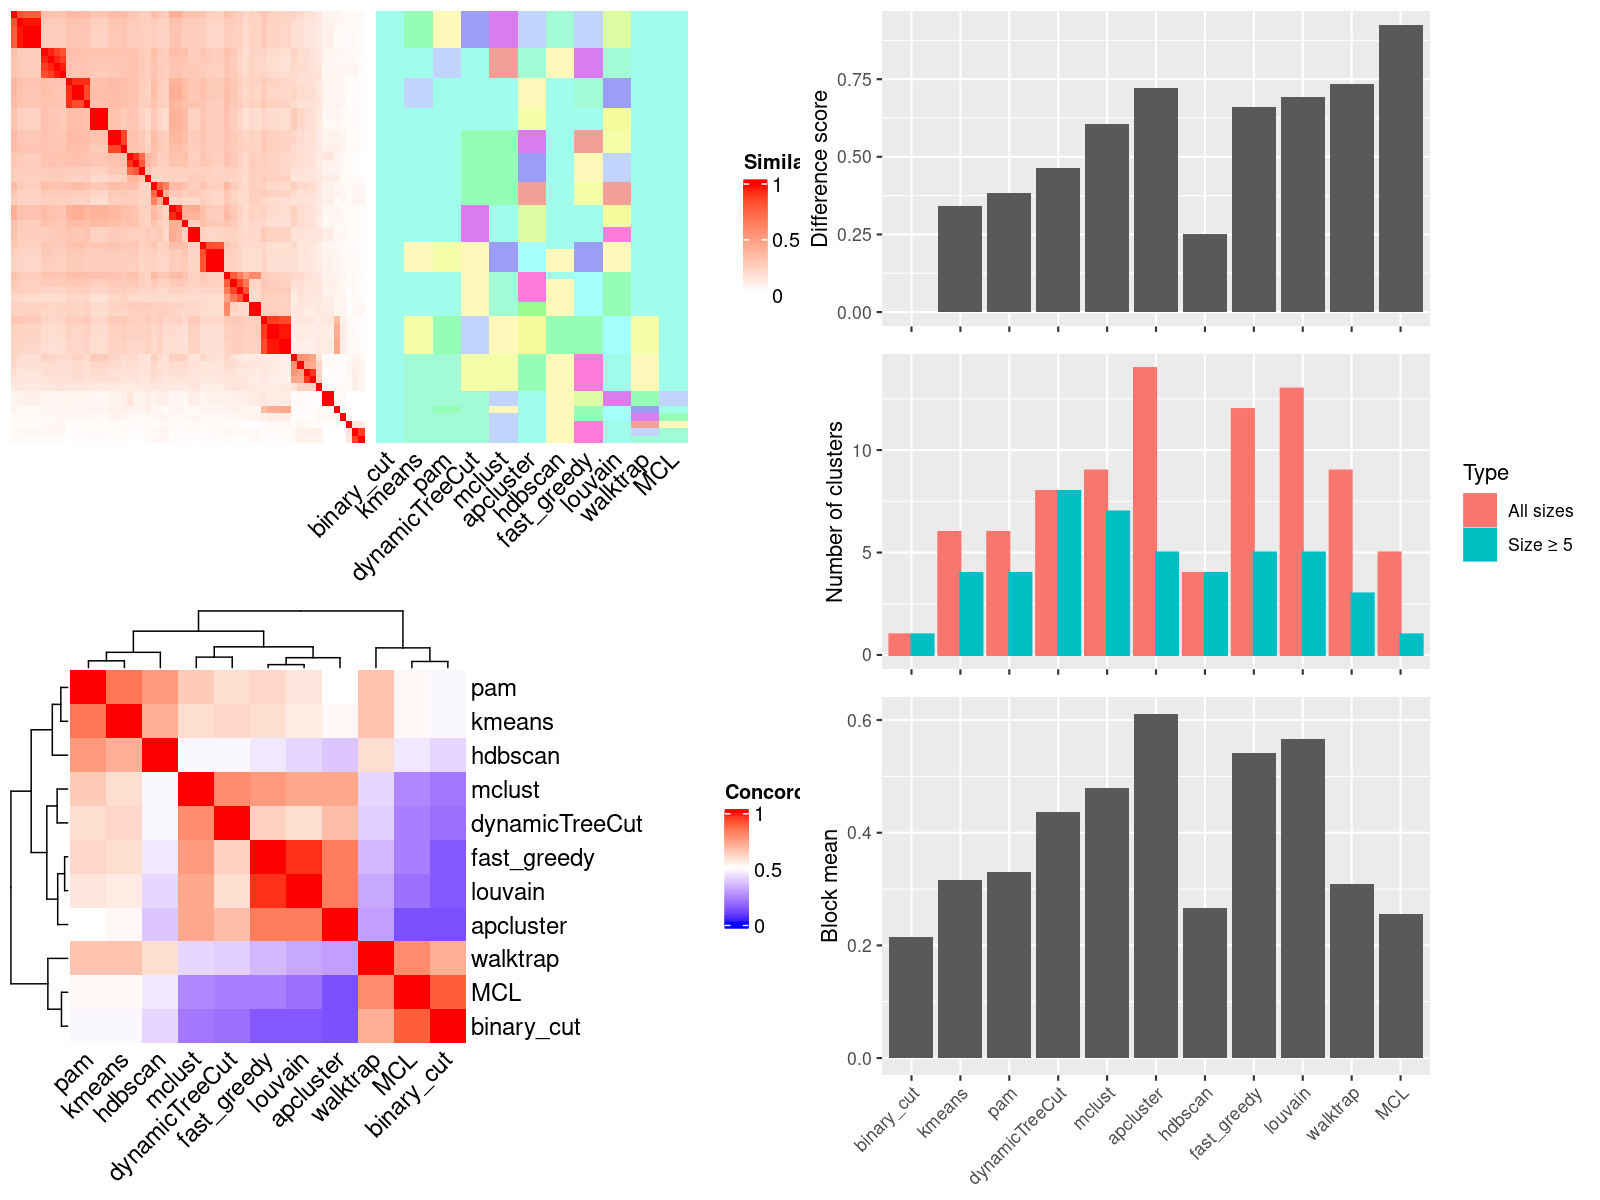 Simila
1
0.5
0
binary_cut
kmeans
pam
dynamicTreeCut
mclust
apcluster
hdbscan
fast_greedy
louvain
walktrap
MCL
Difference score
0.75
0.50
0.25
0.00
Number of clusters
10
5
0
Type
All sizes
Size ≥ 5
pam
kmeans
hdbscan
mclust
dynamicTreeCut
fast_greedy
louvain
apcluster
walktrap
MCL
binary_cut
pam
kmeans
hdbscan
mclust
dynamicTreeCut
fast_greedy
louvain
apcluster
walktrap
MCL
binary_cut
Concord
1
0.5
0
Block mean
0.6
0.4
0.2
0.0
binary_cut
kmeans
pam
dynamicTreeCut
mclust
apcluster
hdbscan
fast_greedy
louvain
walktrap
MCL